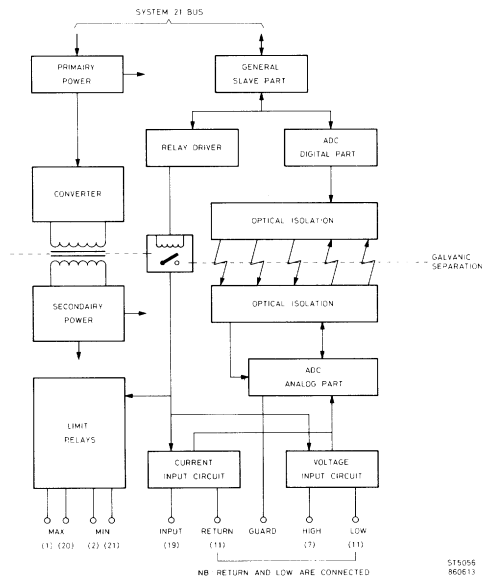 SYSTEM 21 BUS
PRIMAIRY
POWER
GENERAL
SLAVE PART
RELAY DRIVER
ADC
DIGITAL PART
CONVERTER
OPTICAL ISOLATION
GALVANIC
SEPARATION
OPTICAL ISOLATION
SECONDAIRY
POWER
ADC
ANALOG PART
LIMIT
RELAYS
CURRENT
INPUT CIRCUIT
VOLTAGE
INPUT CIRCUIT
MAX MIN INPUT RETURN GUARD HIGH LOW
(1) (20) (2) (21) (19) (11) (7) (11)
NB. RETURN AND LOW ARE CONNECTED
ST5056
860613